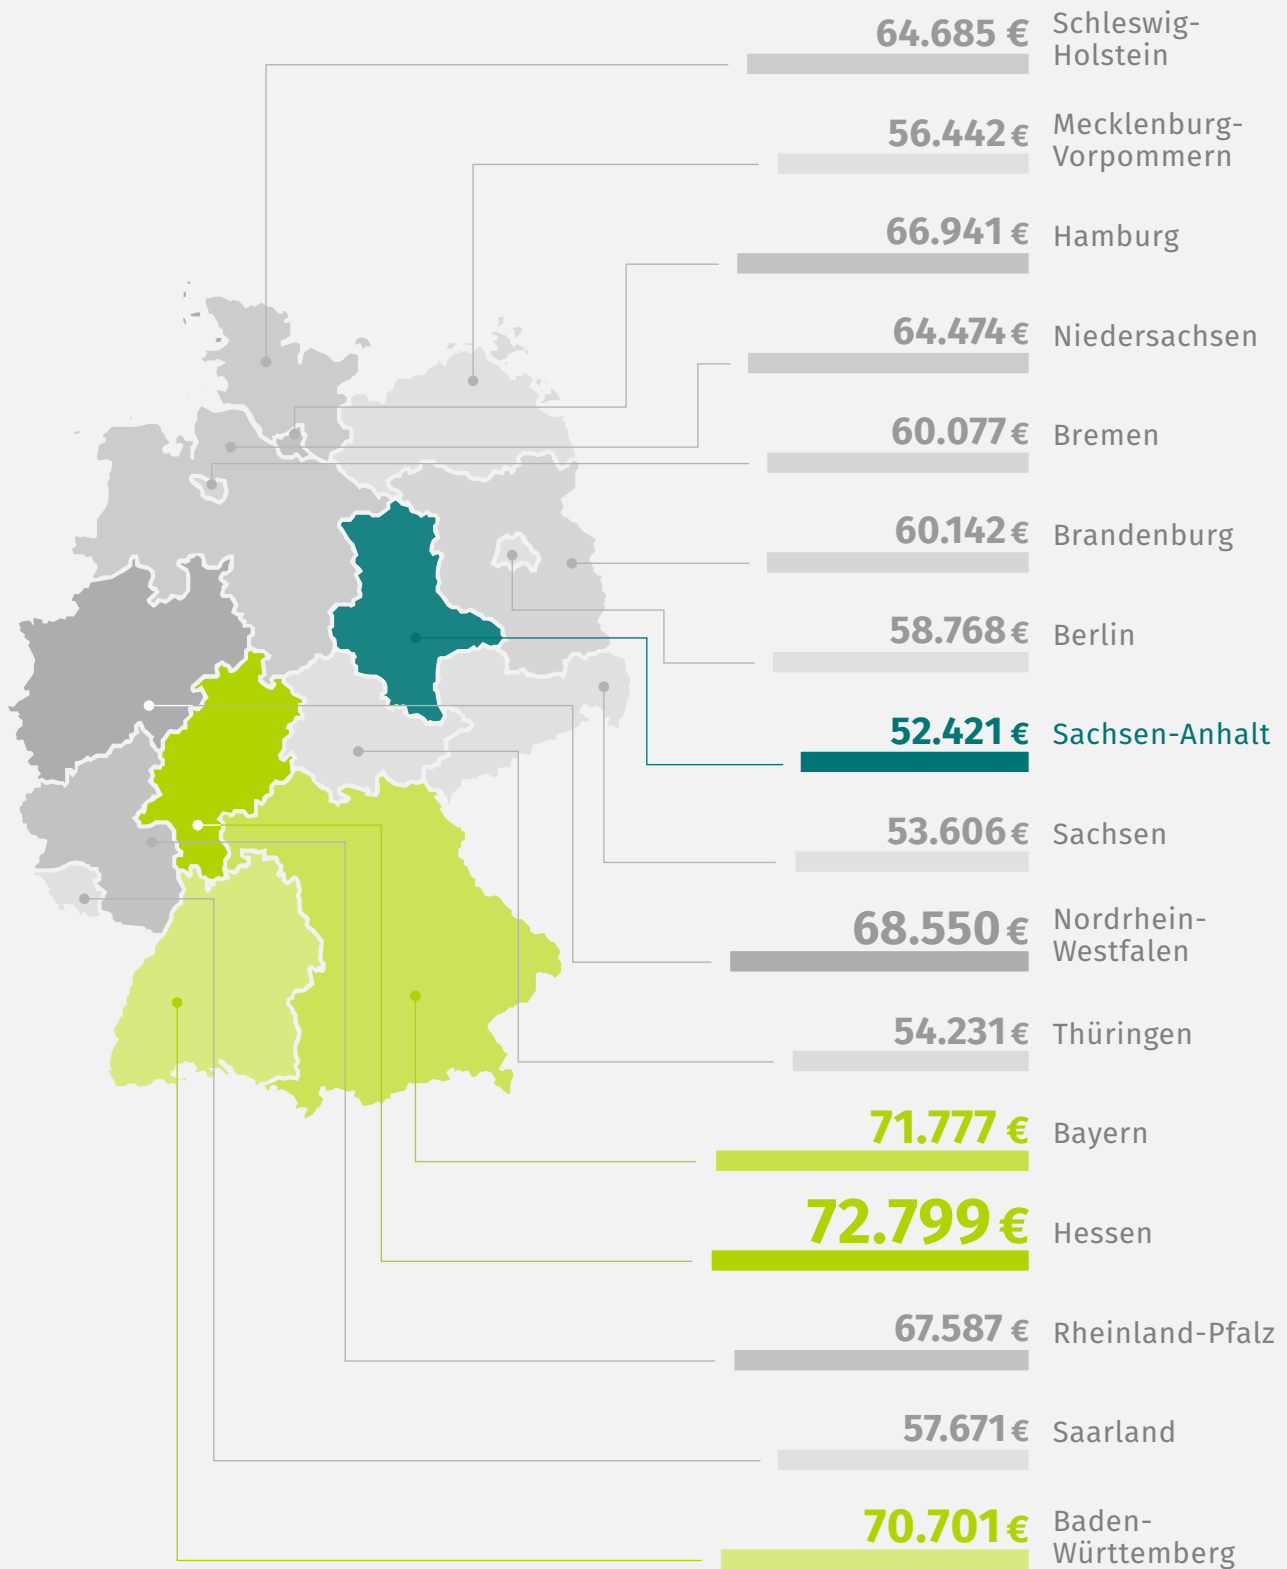 64.685 €
Schleswig-
Holstein
56.442 €
Mecklenburg-
Vorpommern
66.941 €
Hamburg
64.474 €
Niedersachsen
60.077 €
Bremen
60.142 €
Brandenburg
58.768 €
Berlin
52.421 €
Sachsen-Anhalt
53.606 €
Sachsen
68.550 €
Nordrhein-
Westfalen
54.231 €
Thüringen
71.777 €
Bayern
72.799 €
Hessen
67.587 €
Rheinland-Pfalz
57.671 €
Saarland
70.701 €
Baden-
Württemberg